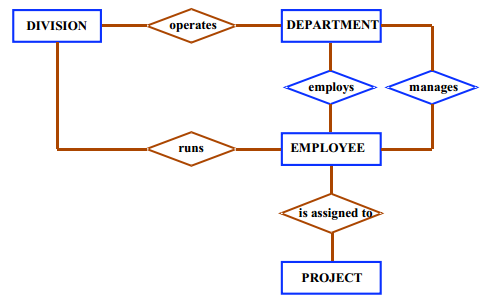 DIVISION
operates
DEPARTMENT
employs
manages
runs
EMPLOYEE
is assigned to
PROJECT